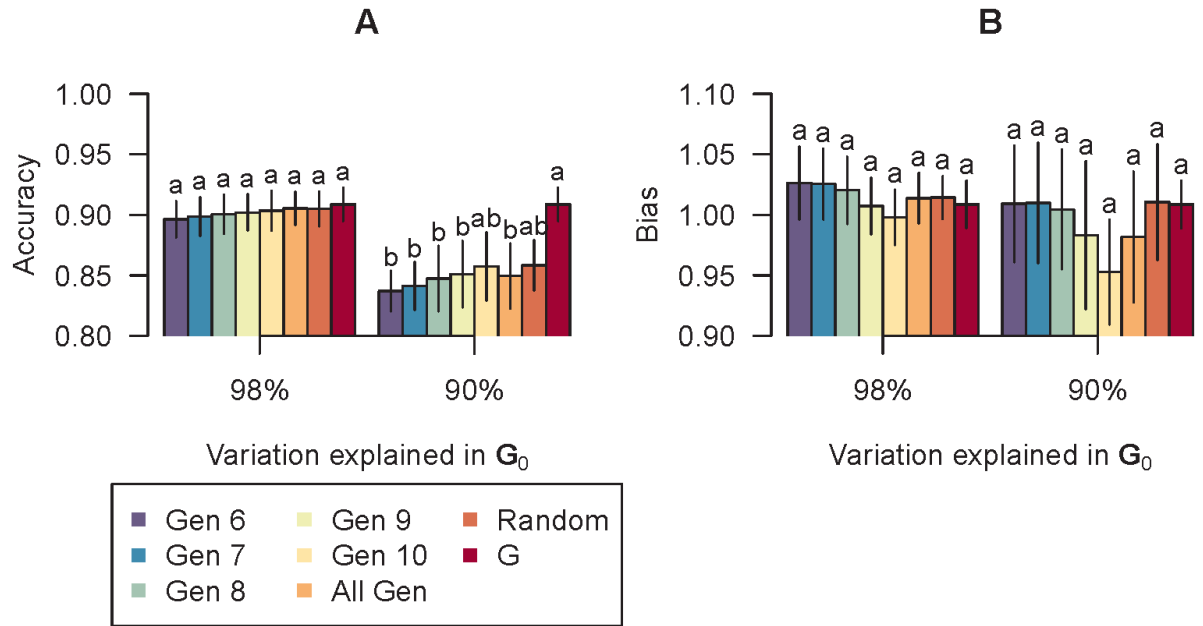 A
1.00
0.95
0.90
0.85
0.80
Accuracy
a a a a a a a a
b b b b ab b ab a
98% 90%
Variation explained in G₀
B
1.10
1.05
1.00
0.95
0.90
Bias
a a a a a a a a
a a a a a a a a
98% 90%
Variation explained in G₀
Gen 6 Gen 9 Random
Gen 7 Gen 10 G
Gen 8 All Gen